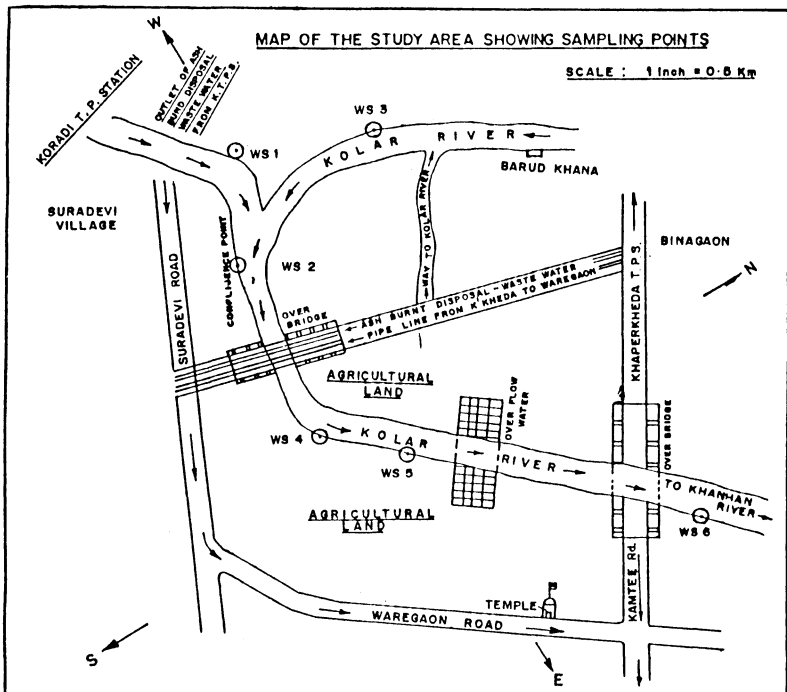 MAP OF THE STUDY AREA SHOWING SAMPLING POINTS
SCALE : 1 Inch = 0.5 Km
W
KORADI T.P. STATION
OUTLET OF ASH
BUND DISPOSAL
WASTE WATER
FROM K.T.P.S.
WS 1
WS 3
KOLAR RIVER
BARUD KHANA
SURADEVI
VILLAGE
SURADEVI ROAD
CONFLUENCE POINT
WS 2
WAY TO KOLAR RIVER
KHAPERKHEDA T.P.S.
BINAGAON
N
OVER
BRIDGE
ASH BURNT DISPOSAL - WASTE WATER
PIPE LINE FROM K'KHEDA TO WAREGAON
AGRICULTURAL
LAND
WS 4
KOLAR RIVER
WS 5
OVER FLOW
WATER
OVER BRIDGE
TO KHANHAN
RIVER
WS 6
AGRICULTURAL
LAND
KAMTEE Rd.
TEMPLE
WAREGAON ROAD
S
E